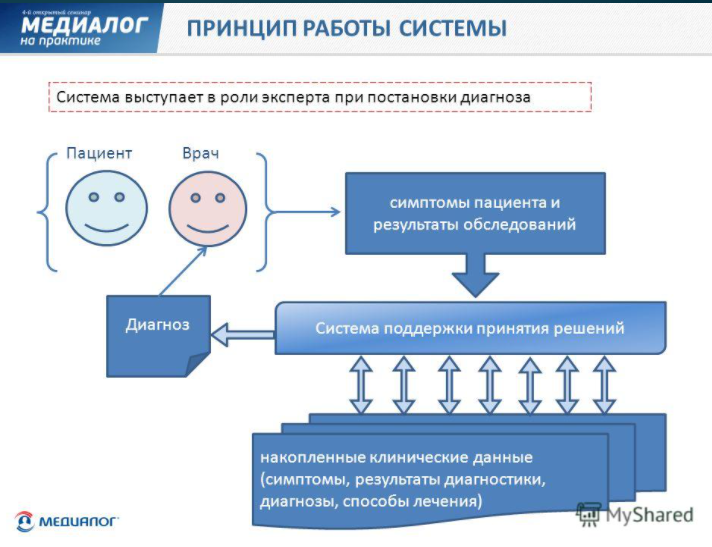 4-й открытый семинар
МЕДИАЛОГ
на практике
ПРИНЦИП РАБОТЫ СИСТЕМЫ
Система выступает в роли эксперта при постановки диагноза
Пациент Врач
симптомы пациента и
результаты обследований
Диагноз
Система поддержки принятия решений
накопленные клинические данные
(симптомы, результаты диагностики,
диагнозы, способы лечения)
МЕДИАЛОГ
MyShared